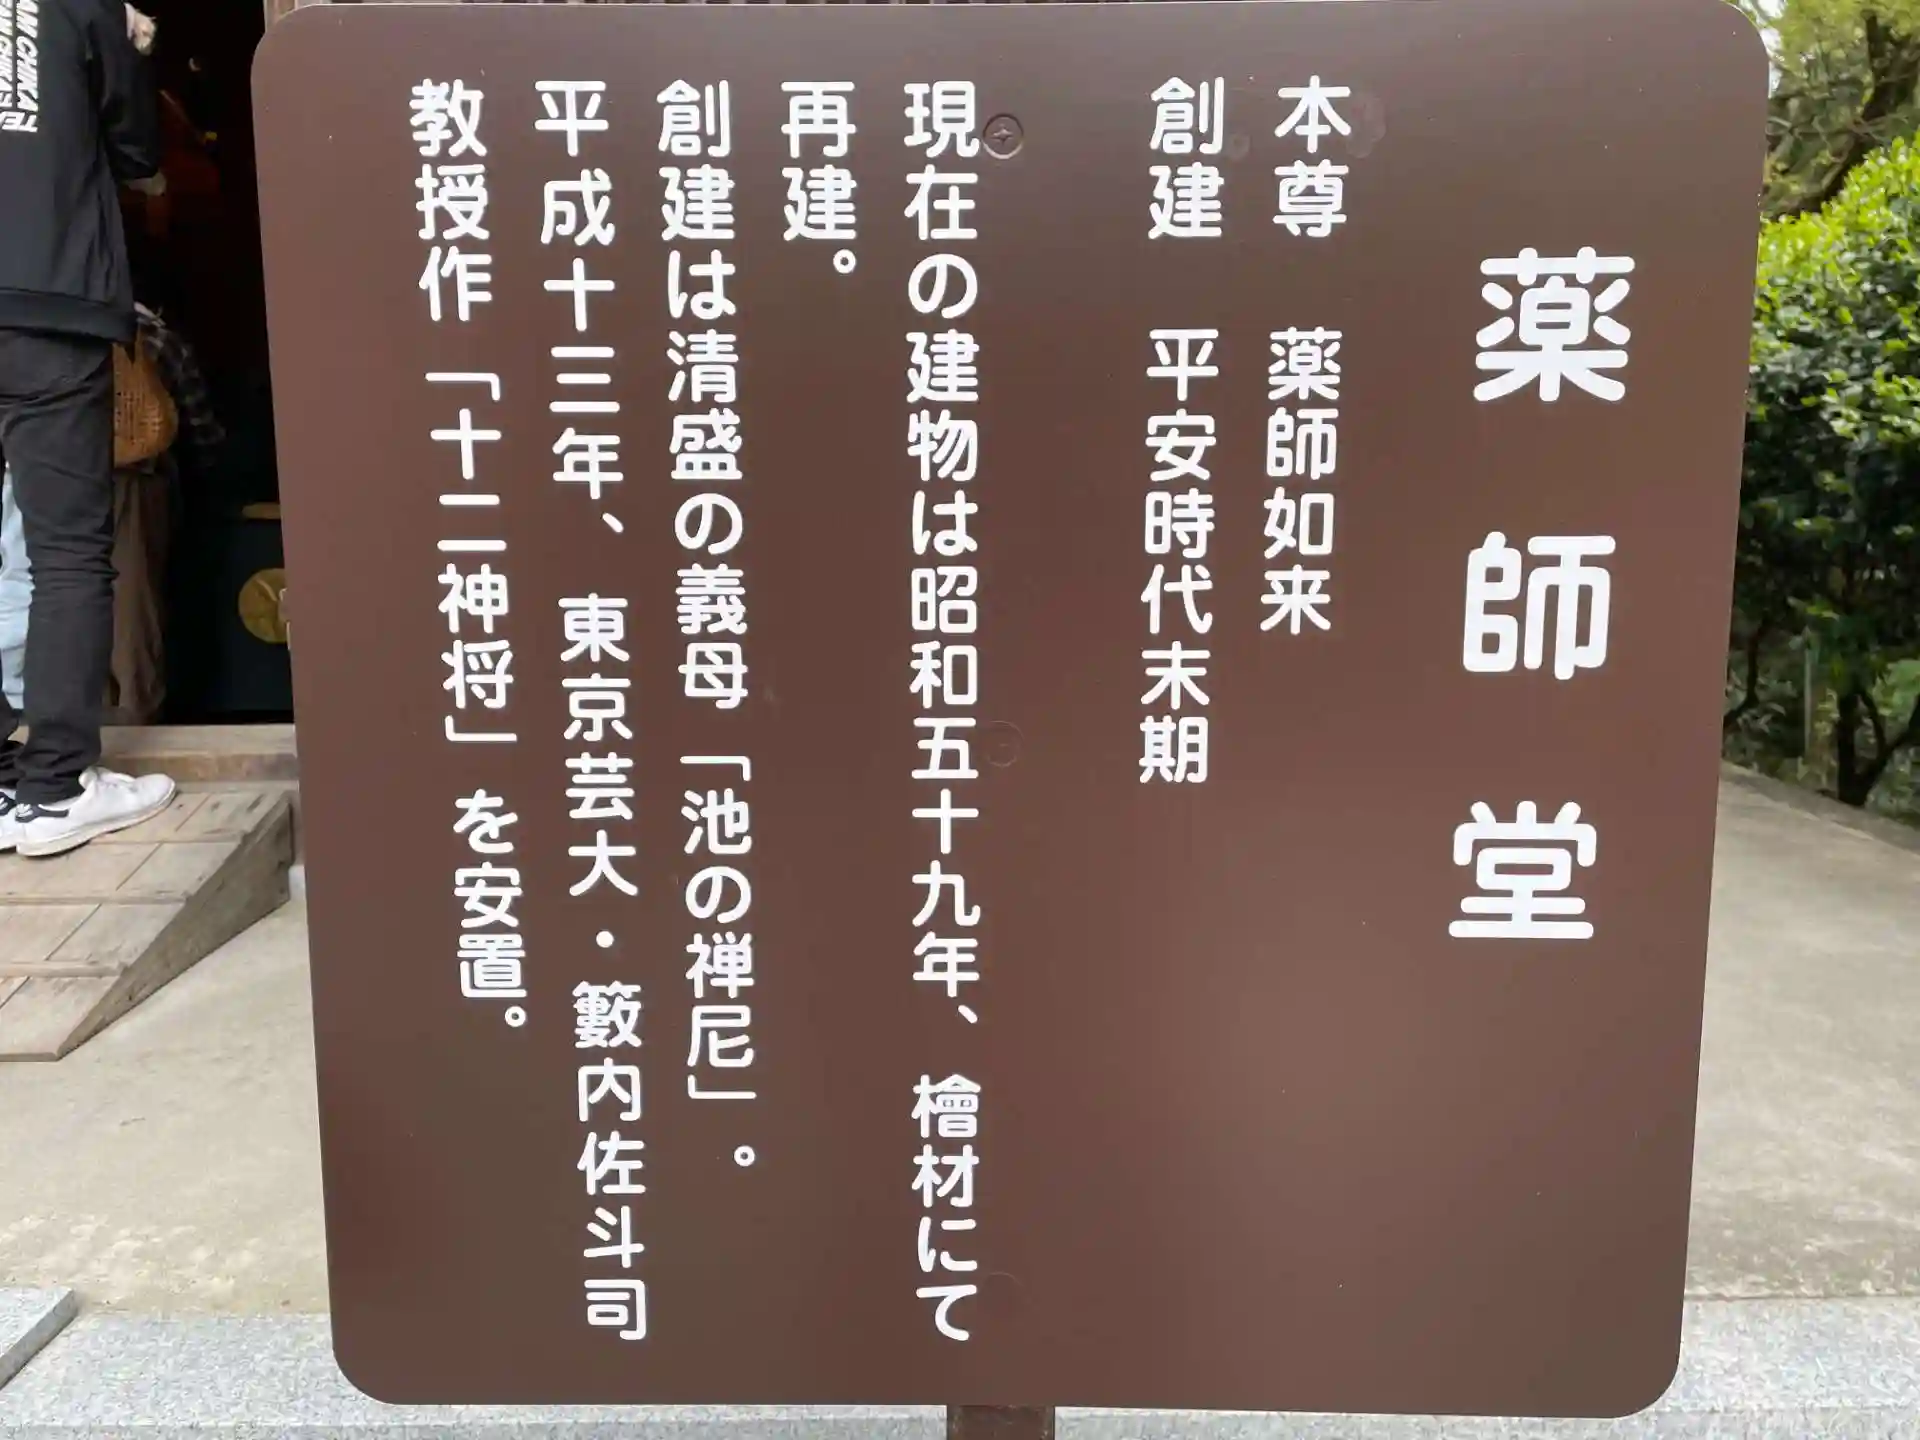 薬師堂
本尊　薬師如来
創建　平安時代末期
現在の建物は昭和五十九年、檜材にて
再建。
創建は清盛の義母「池の禅尼」。
平成十三年、東京芸大・籔内佐斗司
教授作「十二神将」を安置。